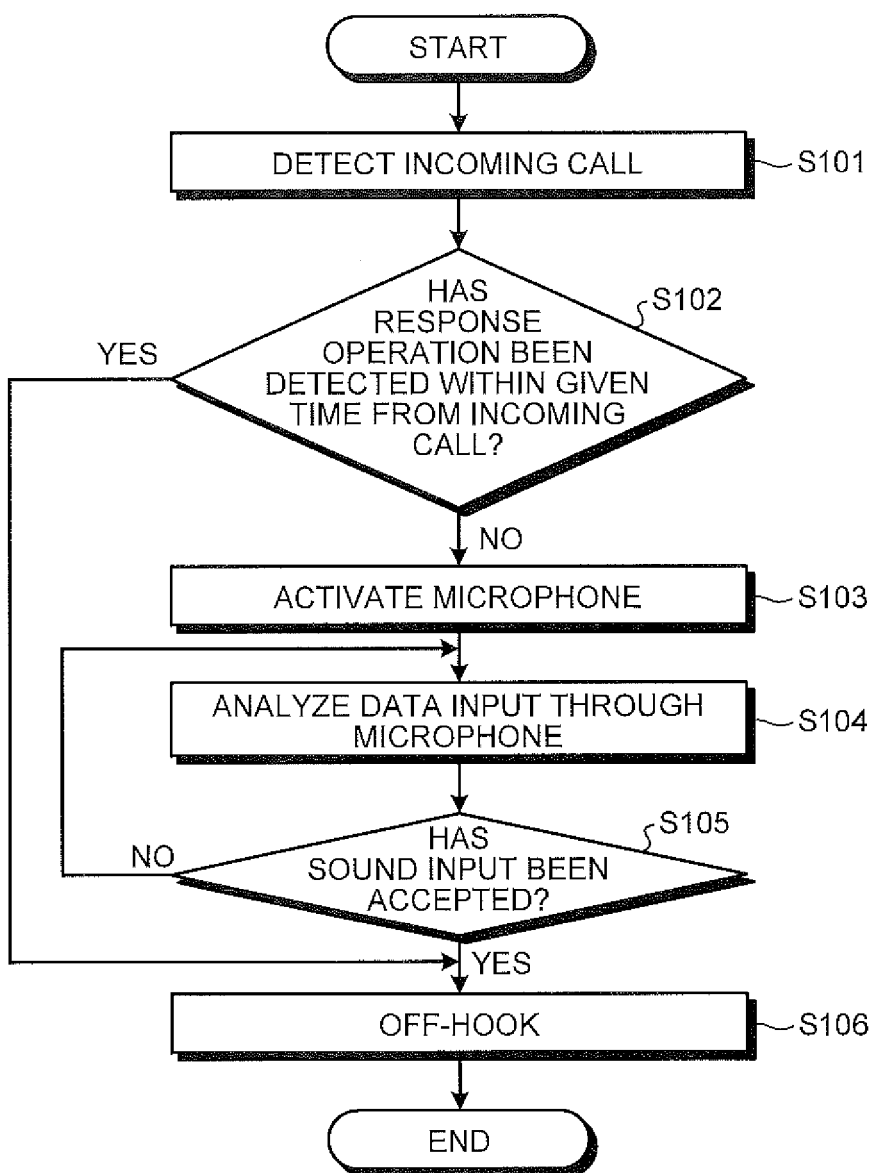 START
DETECT INCOMING CALL
S101
HAS
RESPONSE
OPERATION BEEN
DETECTED WITHIN GIVEN
TIME FROM INCOMING
CALL?
S102
YES
NO
ACTIVATE MICROPHONE
S103
ANALYZE DATA INPUT THROUGH
MICROPHONE
S104
HAS
SOUND INPUT BEEN
ACCEPTED?
S105
NO
YES
OFF-HOOK
S106
END